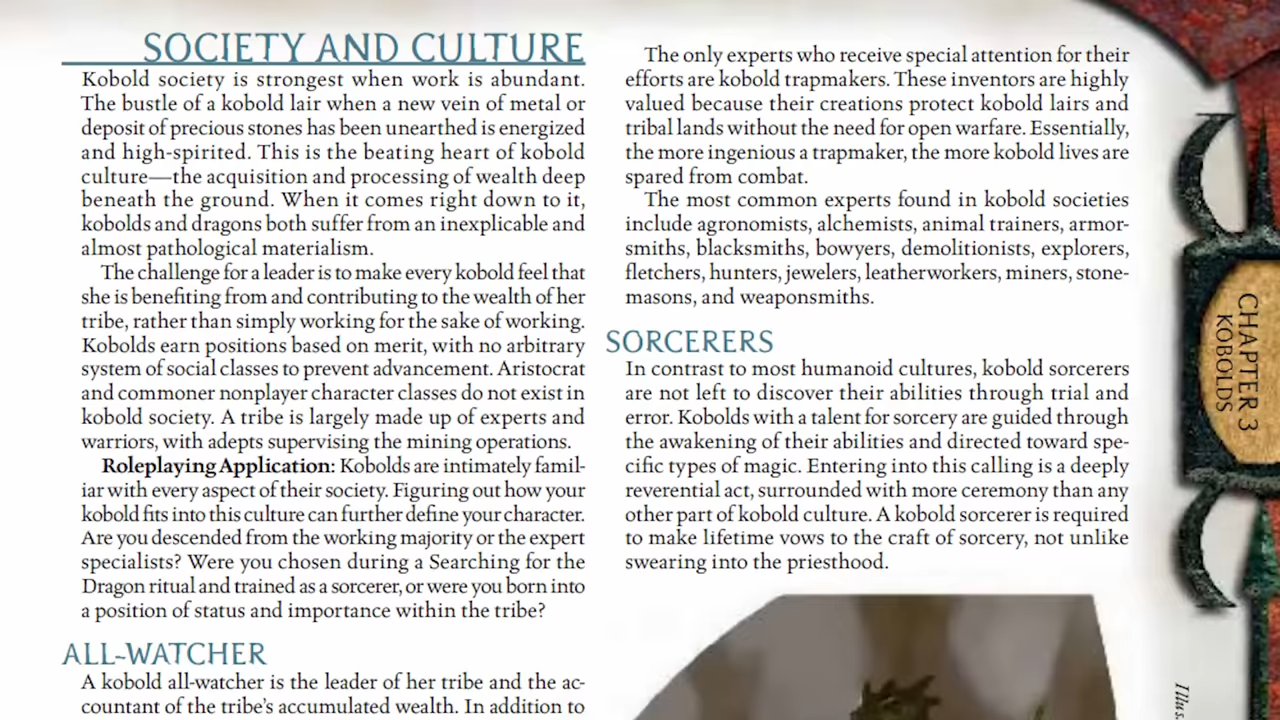 SOCIETY AND CULTURE
Kobold society is strongest when work is abundant.
The bustle of a kobold lair when a new vein of metal or
deposit of precious stones has been unearthed is energized
and high-spirited. This is the beating heart of kobold
culture—the acquisition and processing of wealth deep
beneath the ground. When it comes right down to it,
kobolds and dragons both suffer from an inexplicable and
almost pathological materialism.
The challenge for a leader is to make every kobold feel that
she is benefiting from and contributing to the wealth of her
tribe, rather than simply working for the sake of working.
Kobolds earn positions based on merit, with no arbitrary
system of social classes to prevent advancement. Aristocrat
and commoner nonplayer character classes do not exist in
kobold society. A tribe is largely made up of experts and
warriors, with adepts supervising the mining operations.
Roleplaying Application: Kobolds are intimately famil-
iar with every aspect of their society. Figuring out how your
kobold fits into this culture can further define your character.
Are you descended from the working majority or the expert
specialists? Were you chosen during a Searching for the
Dragon ritual and trained as a sorcerer, or were you born into
a position of status and importance within the tribe?
ALL-WATCHER
A kobold all-watcher is the leader of her tribe and the ac-
countant of the tribe's accumulated wealth. In addition to
The only experts who receive special attention for their
efforts are kobold trapmakers. These inventors are highly
valued because their creations protect kobold lairs and
tribal lands without the need for open warfare. Essentially,
the more ingenious a trapmaker, the more kobold lives are
spared from combat.
The most common experts found in kobold societies
include agronomists, alchemists, animal trainers, armor-
smiths, blacksmiths, bowyers, demolitionists, explorers,
fletchers, hunters, jewelers, leatherworkers, miners, stone-
masons, and weaponsmiths.
SORCERERS
In contrast to most humanoid cultures, kobold sorcerers
are not left to discover their abilities through trial and
error. Kobolds with a talent for sorcery are guided through
the awakening of their abilities and directed toward spe-
cific types of magic. Entering into this calling is a deeply
reverential act, surrounded with more ceremony than any
other part of kobold culture. A kobold sorcerer is required
to make lifetime vows to the craft of sorcery, not unlike
swearing into the priesthood.
CHAPTER 3
KOBOLDS
Illus.